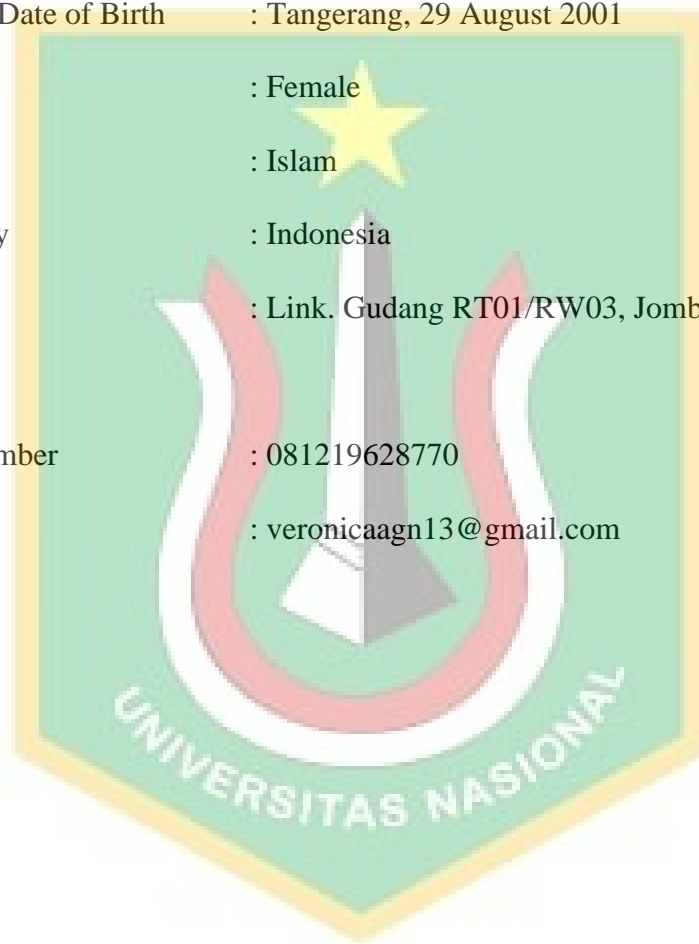 Date of Birth : Tangerang, 29 August 2001
: Female
: Islam
y : Indonesia
: Link. Gudang RT01/RW03, Jomb
mber : 081219628770
: veronicaagn13@gmail.com
UNIVERSITAS NASIONAL